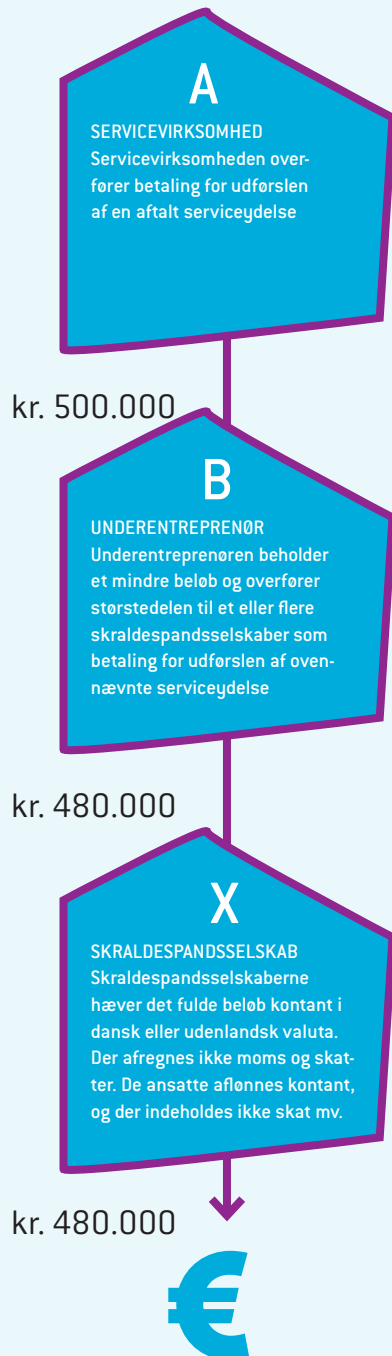 A
SERVICEVIRKSOMHED
Servicevirksomheden over-
fører betaling for udførslen
af en aftalt serviceydelse
kr. 500.000
B
UNDERENTREPRENØR
Underentreprenøren beholder
et mindre beløb og overfører
størstedelen til et eller flere
skraldespandsselskaber som
betaling for udførslen af oven-
nævnte serviceydelse
kr. 480.000
X
SKRALDESPANDSSELSKAB
Skraldespandsselskaberne
hæver det fulde beløb kontant i
dansk eller udenlandsk valuta.
Der afregnes ikke moms og skat-
ter. De ansatte aflønnes kontant,
og der indeholdes ikke skat mv.
kr. 480.000
€